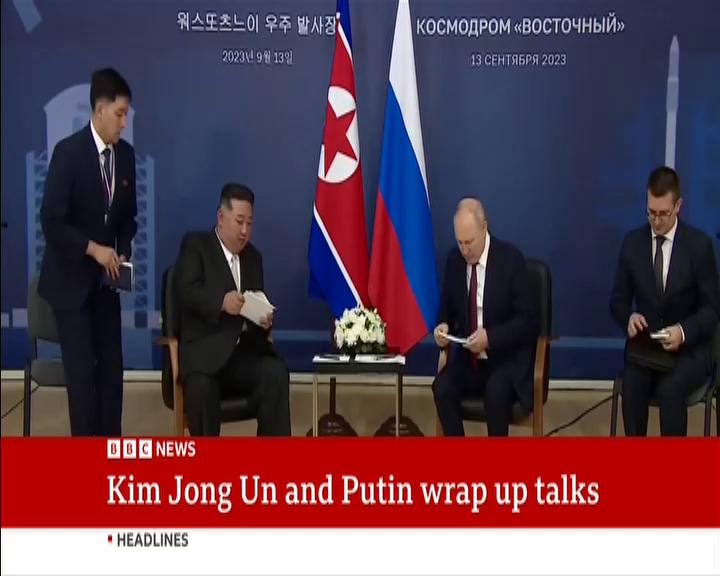 워스또츠느이 우주 발사장
КОСМОДРОМ «ВОСТОЧНЫЙ»
2023년 9월 13일
13 СЕНТЯБРЯ 2023
BBC NEWS
Kim Jong Un and Putin wrap up talks
HEADLINES